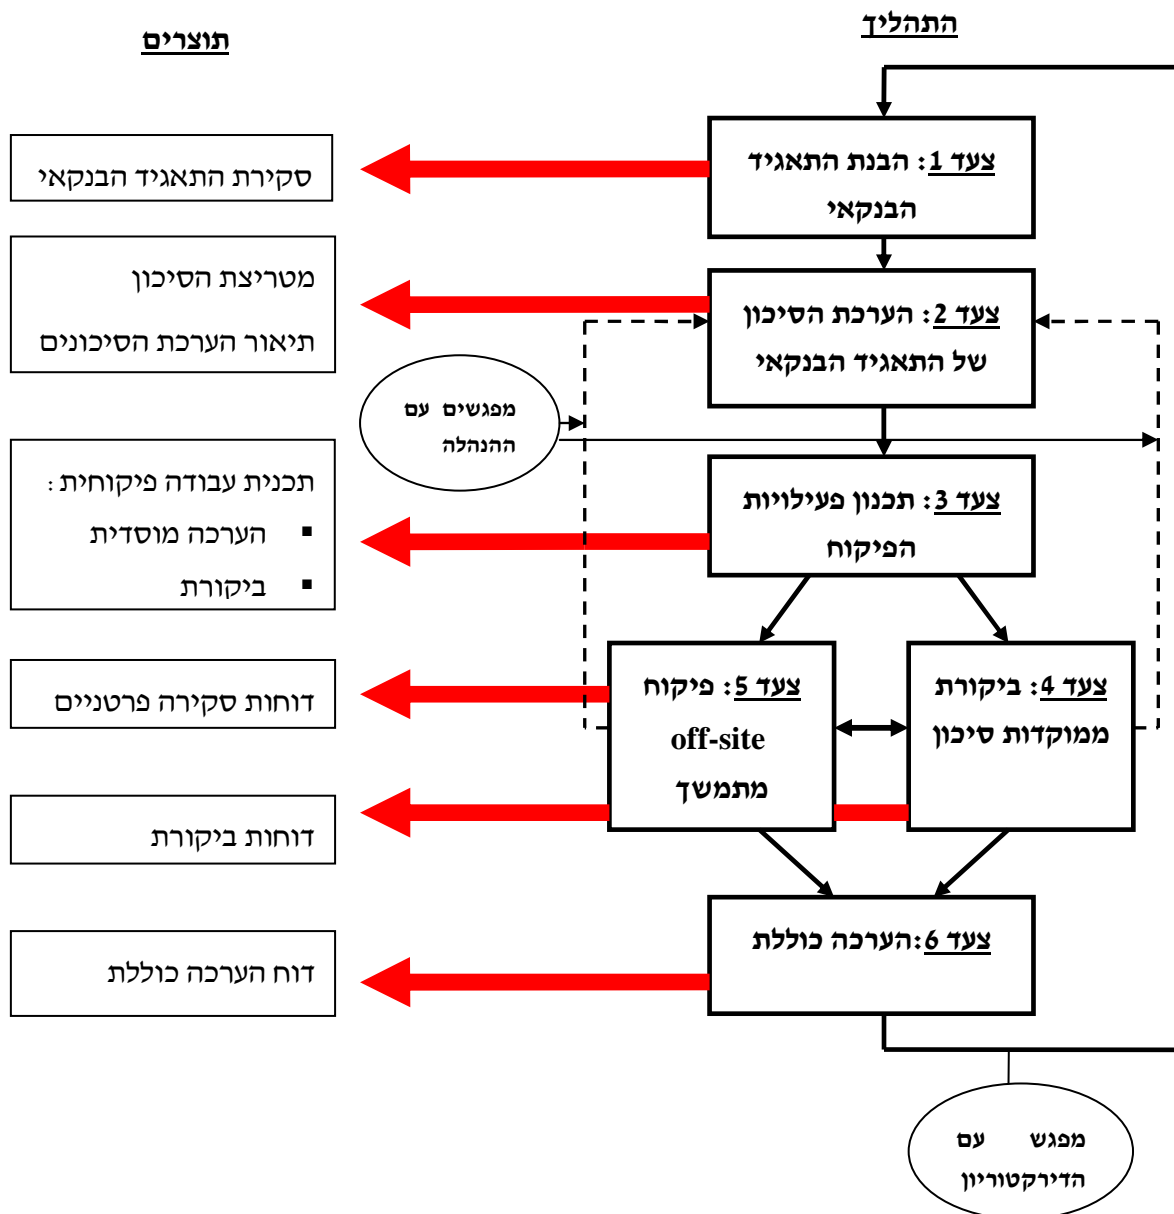 התהליך
תוצרים
צעד 1: הבנת התאגיד
הבנקאי
סקירת התאגיד הבנקאי
צעד 2: הערכת הסיכון
של התאגיד הבנקאי
מטריצת הסיכון
תיאור הערכת הסיכונים
מפגשים עם
ההנהלה
צעד 3: תכנון פעילויות
הפיקוח
תכנית עבודה פיקוחית:
▪ הערכה מוסדית
▪ ביקורת
צעד 4: ביקורת
ממוקדות סיכון
צעד 5: פיקוח
off-site
מתמשך
דוחות סקירה פרטניים
דוחות ביקורת
צעד 6:הערכה כוללת
דוח הערכה כוללת
מפגש עם
הדירקטוריון